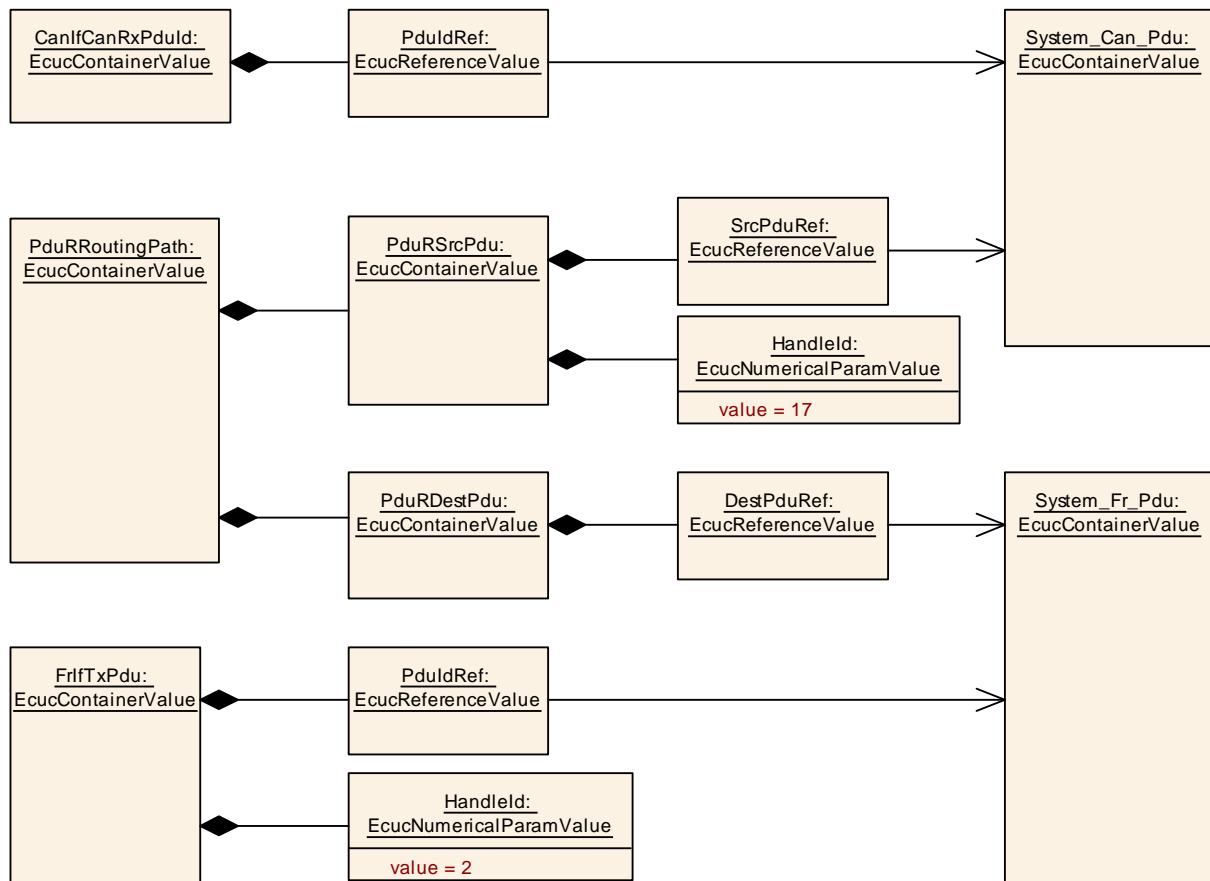 CanIfCanRxPduId:
EcucContainerValue
PduIdRef:
EcucReferenceValue
System_Can_Pdu:
EcucContainerValue
PduRRoutingPath:
EcucContainerValue
PduRSrcPdu:
EcucContainerValue
SrcPduRef:
EcucReferenceValue
HandleId:
EcucNumericalParamValue
value = 17
PduRDestPdu:
EcucContainerValue
DestPduRef:
EcucReferenceValue
System_Fr_Pdu:
EcucContainerValue
FrIfTxPdu:
EcucContainerValue
PduIdRef:
EcucReferenceValue
HandleId:
EcucNumericalParamValue
value = 2